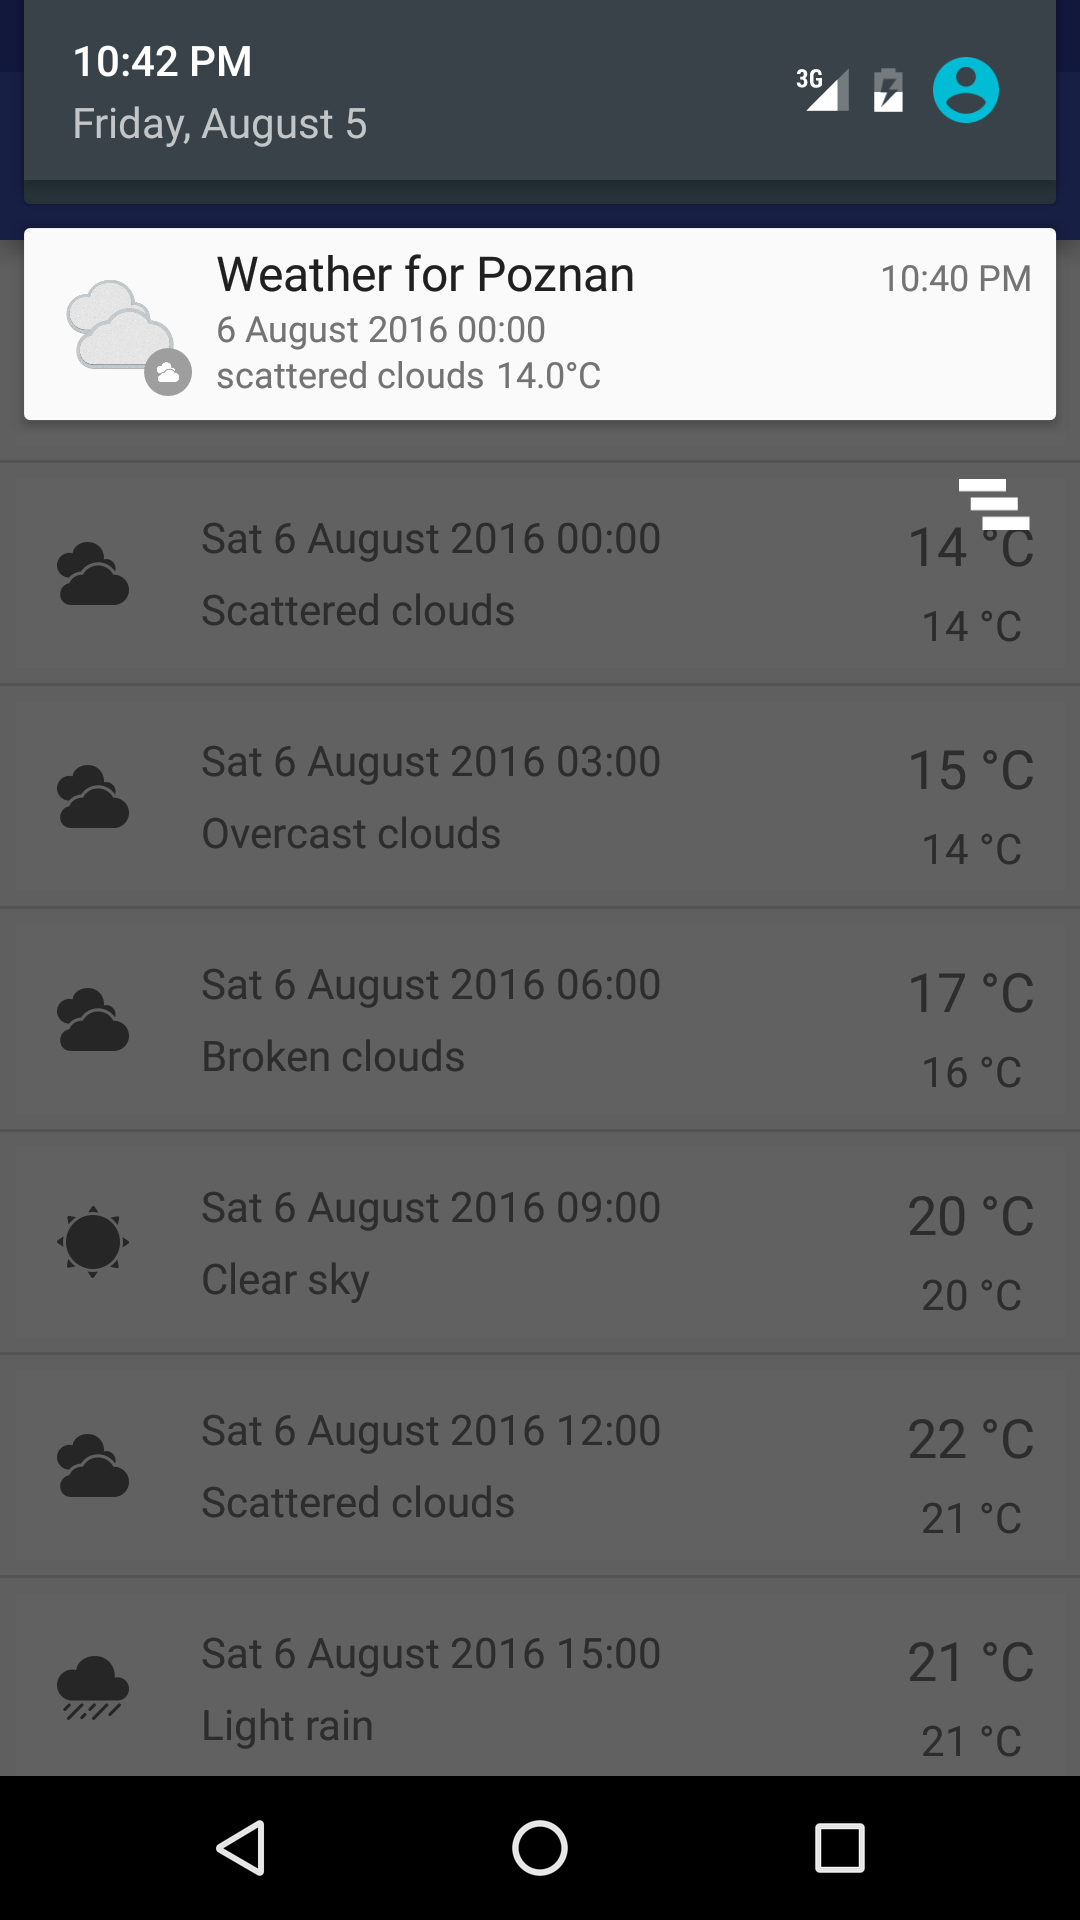 10:42 PM
3G
Friday, August 5
Weather for Poznan
10:40 PM
6 August 2016 00:00
scattered clouds 14.0°C
Sat 6 August 2016 00:00
14 °C
Scattered clouds
14 °C
Sat 6 August 2016 03:00
15 °C
Overcast clouds
14 °C
Sat 6 August 2016 06:00
17 °C
Broken clouds
16 °C
Sat 6 August 2016 09:00
20 °C
Clear sky
20 °C
Sat 6 August 2016 12:00
22 °C
Scattered clouds
21 °C
Sat 6 August 2016 15:00
21 °C
Light rain
21 °C